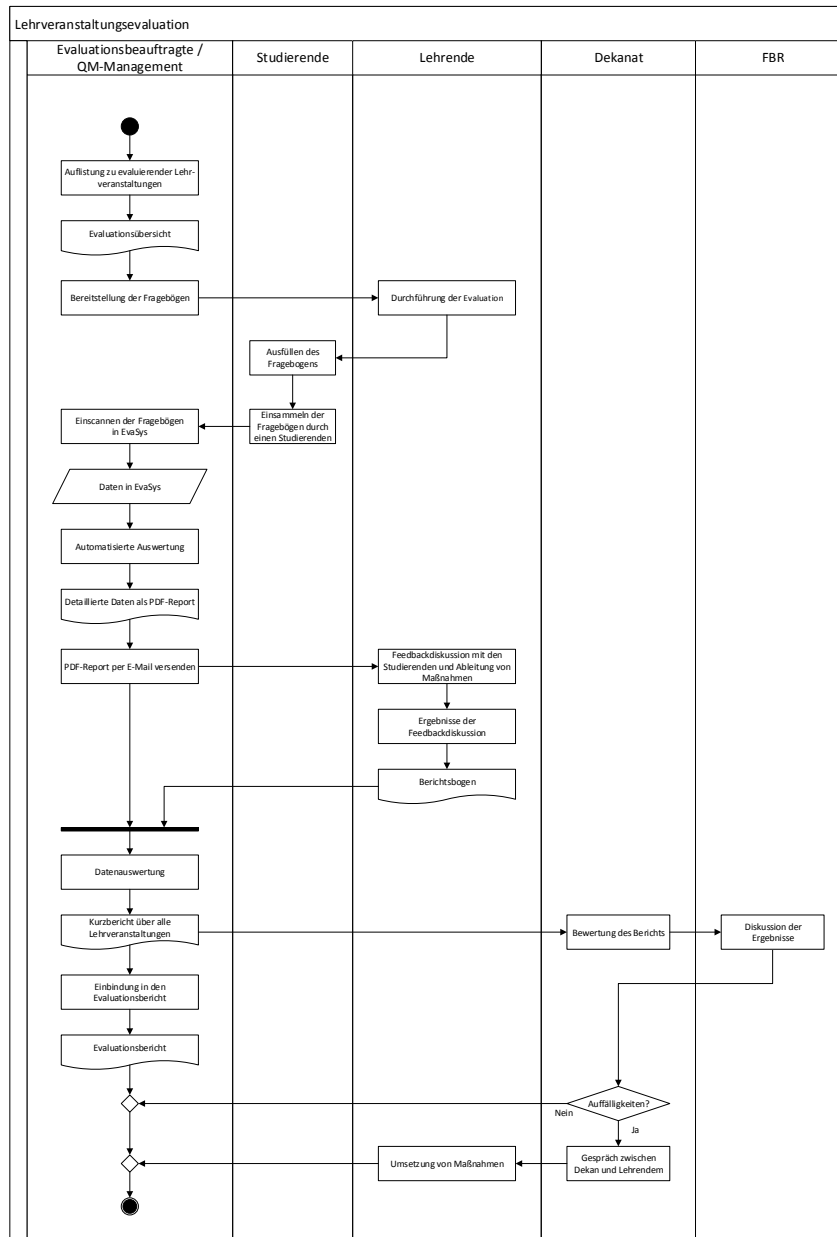 Lehrveranstaltungsevaluation
Evaluationsbeauftragte /
QM-Management
Studierende
Lehrende
Dekanat
FBR
Auflistung zu evaluierender Lehr-
veranstaltungen
Evaluationsübersicht
Bereitstellung der Fragebögen
Durchführung der Evaluation
Ausfüllen des
Fragebogens
Einscannen der Fragebögen
in EvaSys
Einsammeln der
Fragebögen durch
einen Studierenden
Daten in EvaSys
Automatisierte Auswertung
Detaillierte Daten als PDF-Report
PDF-Report per E-Mail versenden
Feedbackdiskussion mit den
Studierenden und Ableitung von
Maßnahmen
Ergebnisse der
Feedbackdiskussion
Berichtsbogen
Datenauswertung
Kurzbericht über alle
Lehrveranstaltungen
Bewertung des Berichts
Diskussion der
Ergebnisse
Einbindung in den
Evaluationsbericht
Evaluationsbericht
Auffälligkeiten?
Nein
Ja
Umsetzung von Maßnahmen
Gespräch zwischen
Dekan und Lehrendem